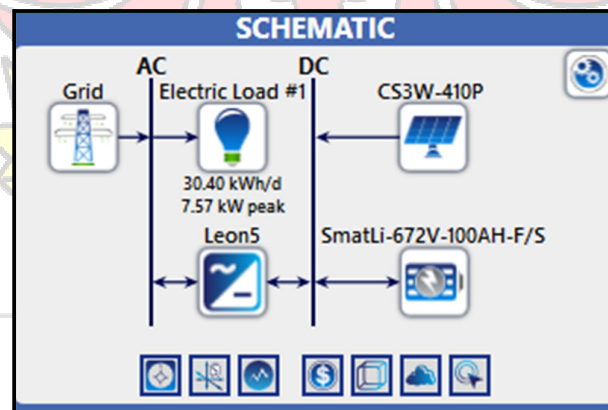 SCHEMATIC
AC DC
Grid Electric Load #1 CS3W-410P
30.40 kWh/d
7.57 kW peak
Leon5 SmatLi-672V-100AH-F/S